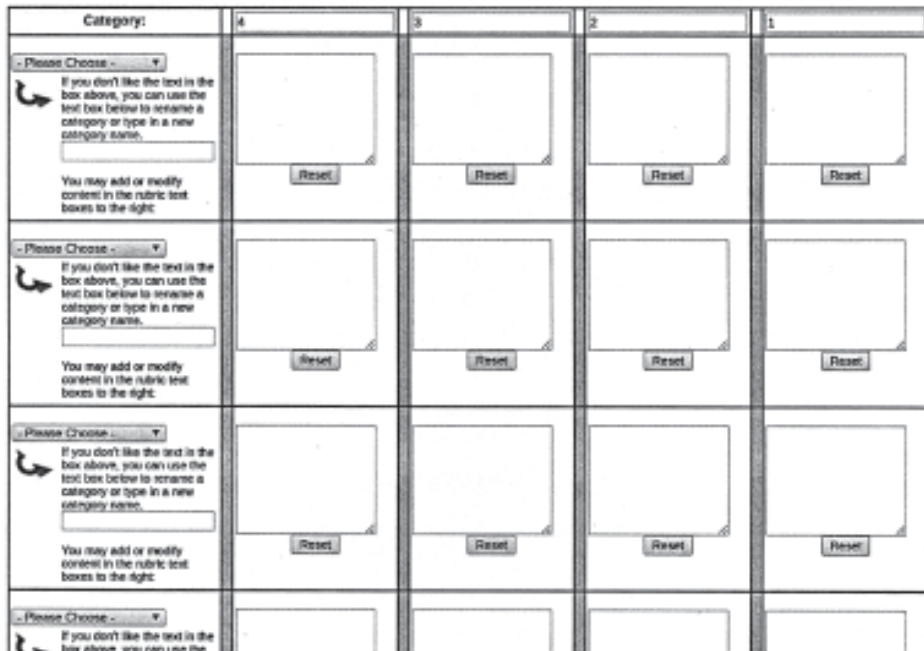 Category: 4 3 2 1
- Please Choose -
If you don't like the text in the
box above, you can use the
text box below to rename a
category or type in a new
category name.
Reset Reset Reset Reset
You may add or modify
content in the rubric text
boxes to the right:
- Please Choose -
If you don't like the text in the
box above, you can use the
text box below to rename a
category or type in a new
category name.
Reset Reset Reset Reset
You may add or modify
content in the rubric text
boxes to the right:
- Please Choose -
If you don't like the text in the
box above, you can use the
text box below to rename a
category or type in a new
category name.
Reset Reset Reset Reset
You may add or modify
content in the rubric text
boxes to the right:
- Please Choose -
If you don't like the text in the
box above, you can use the